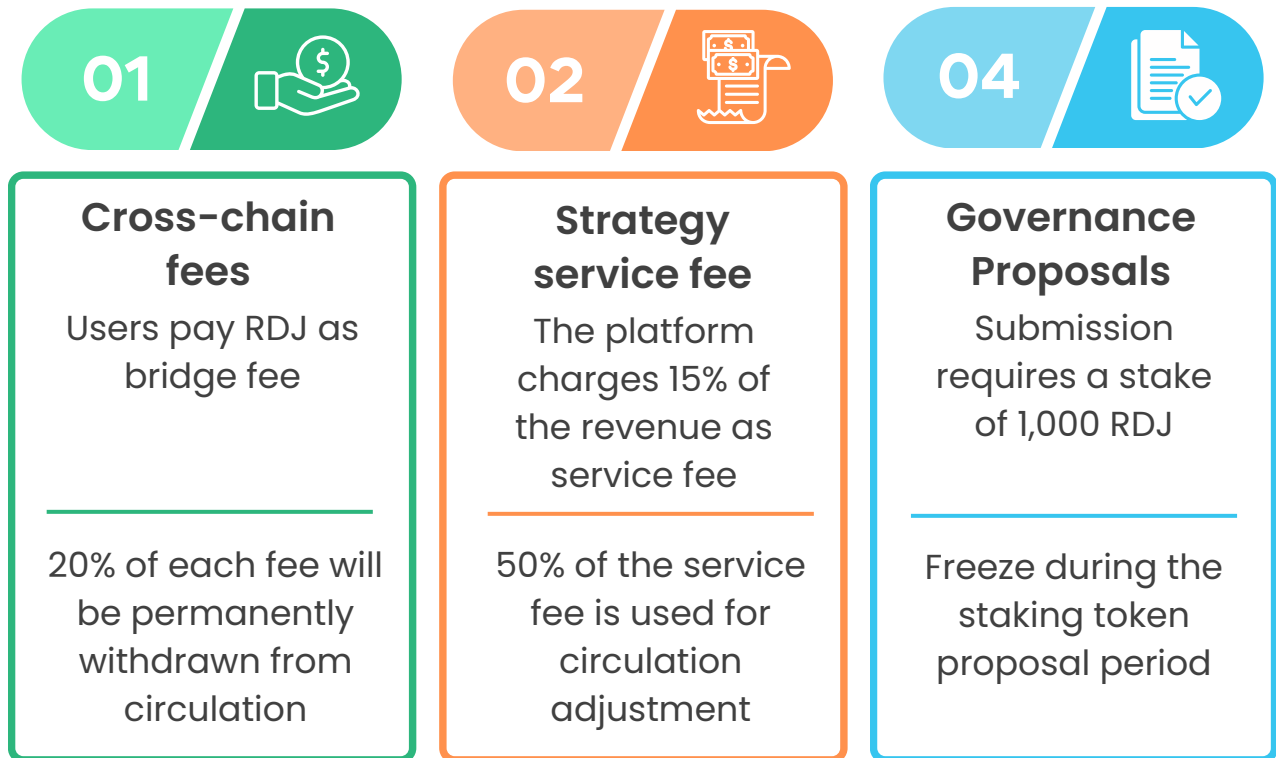 01
Cross-chain
fees
Users pay RDJ as
bridge fee
20% of each fee will
be permanently
withdrawn from
circulation
02
$
$
Strategy
service fee
The platform
charges 15% of
the revenue as
service fee
50% of the service
fee is used for
circulation
adjustment
04
Governance
Proposals
Submission
requires a stake
of 1,000 RDJ
Freeze during the
staking token
proposal period